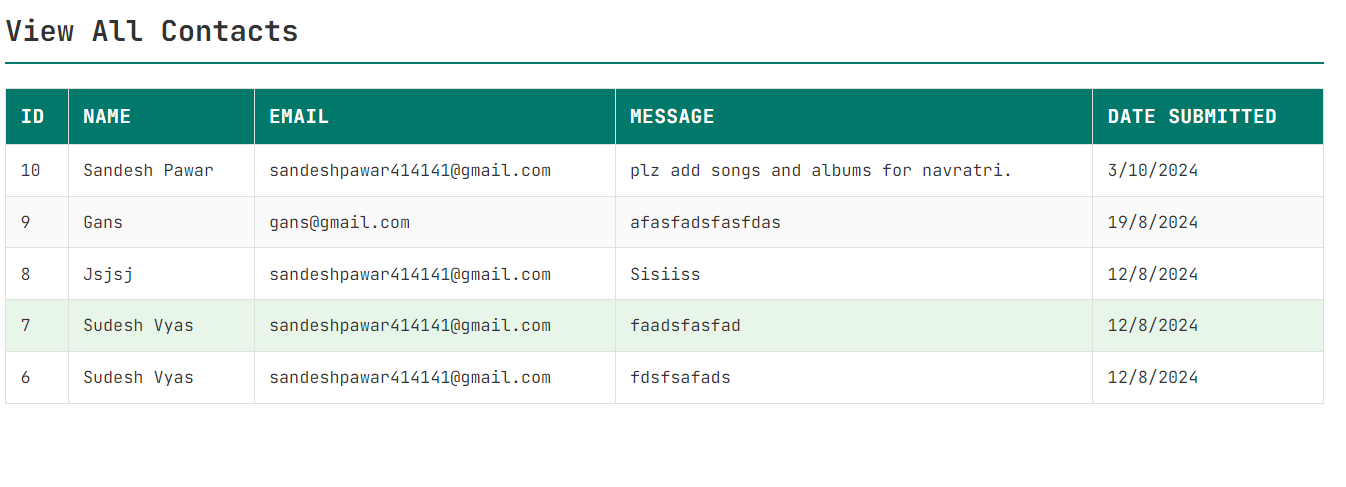 View All Contacts
ID NAME EMAIL MESSAGE DATE SUBMITTED
10 Sandesh Pawar sandeshpawar414141@gmail.com plz add songs and albums for navratri. 3/10/2024
9 Gans gans@gmail.com afasfadsfasfdas 19/8/2024
8 Jsjsj sandeshpawar414141@gmail.com Sisiiss 12/8/2024
7 Sudesh Vyas sandeshpawar414141@gmail.com faadsfasfad 12/8/2024
6 Sudesh Vyas sandeshpawar414141@gmail.com fdsfsafads 12/8/2024